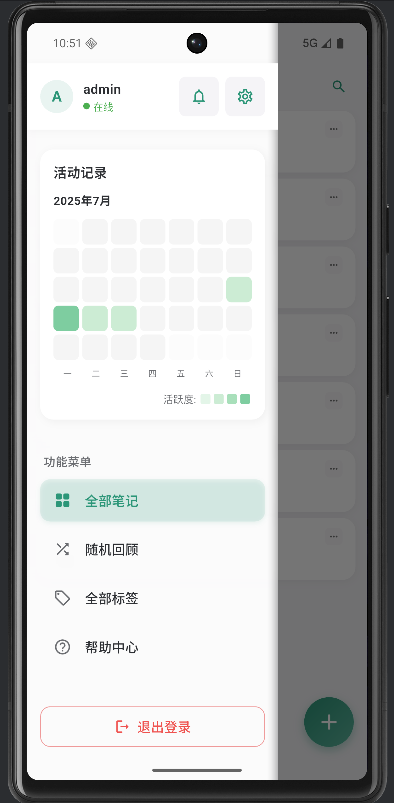 10:51
5G
A
admin
在线
活动记录
2025年7月
一 二 三 四 五 六 日
活跃度:
功能菜单
全部笔记
随机回顾
全部标签
帮助中心
退出登录